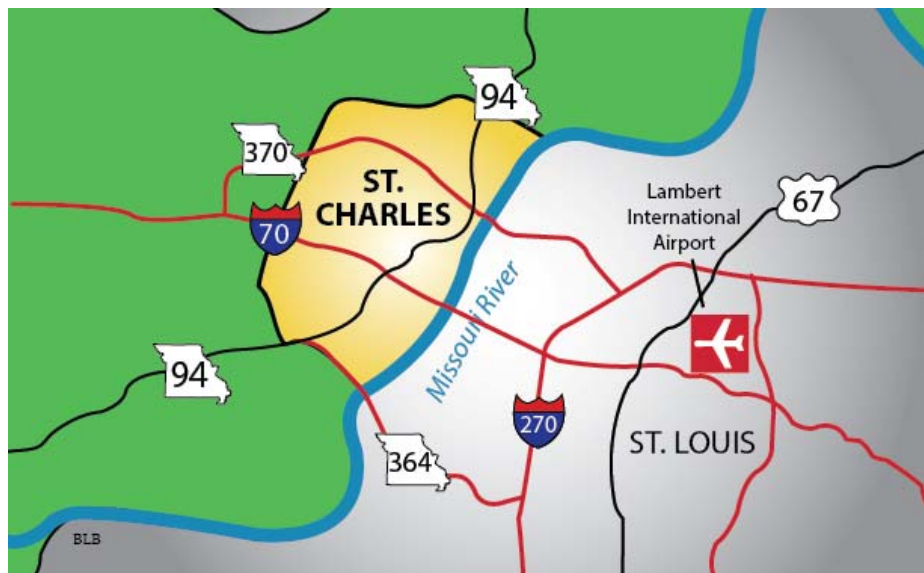 94
370
ST.
CHARLES
Lambert
International
Airport
67
70
Missouri River
94
270
364
ST. LOUIS
BLB